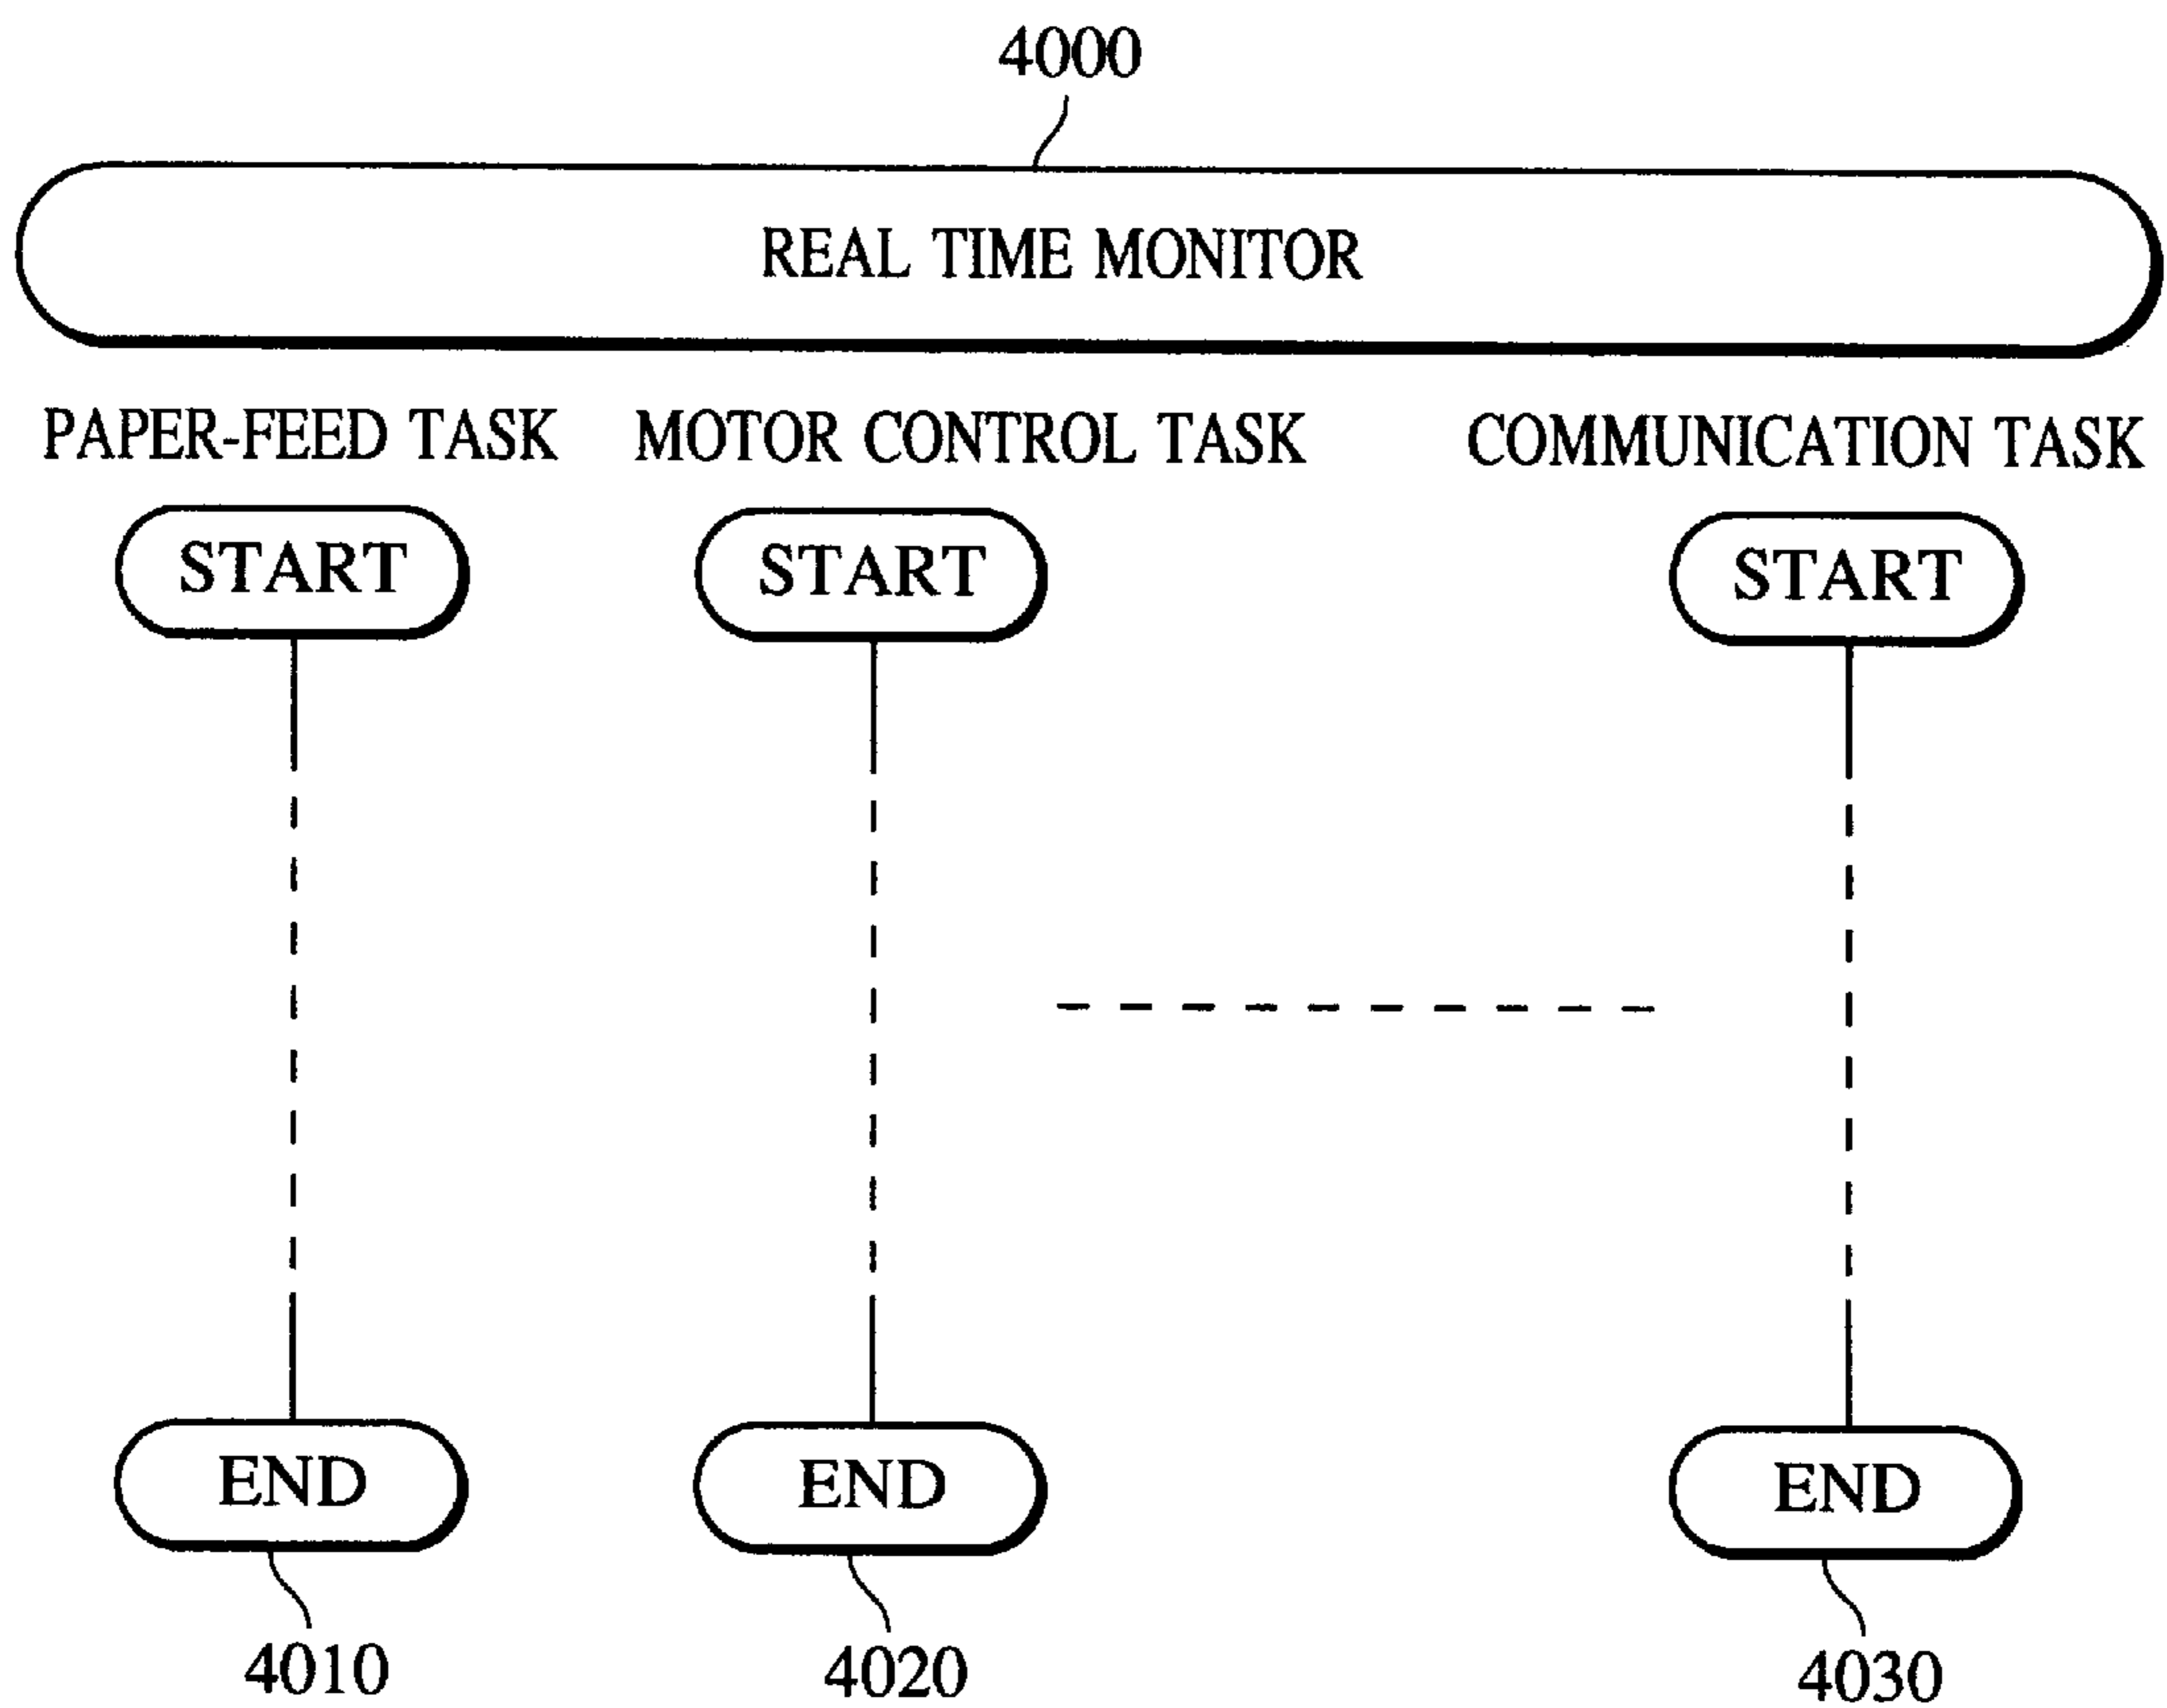 4000
REAL TIME MONITOR
PAPER-FEED TASK MOTOR CONTROL TASK COMMUNICATION TASK
START START START
END END END
4010 4020 4030